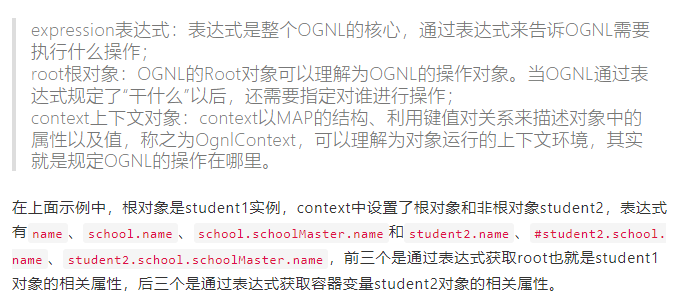 expression表达式：表达式是整个OGNL的核心，通过表达式来告诉OGNL需要
执行什么操作；
root根对象：OGNL的Root对象可以理解为OGNL的操作对象。当OGNL通过表
达式规定了“干什么”以后，还需要指定对谁进行操作；
context上下文对象：context以MAP的结构、利用键值对关系来描述对象中的
属性以及值，称之为OgnlContext，可以理解为对象运行的上下文环境，其实
就是规定OGNL的操作在哪里。
在上面示例中，根对象是student1实例，context中设置了根对象和非根对象student2，表达式
有name、school.name、school.schoolMaster.name和student2.name、#student2.school.
name、student2.school.schoolMaster.name，前三个是通过表达式获取root也就是student1
对象的相关属性，后三个是通过表达式获取容器变量student2对象的相关属性。